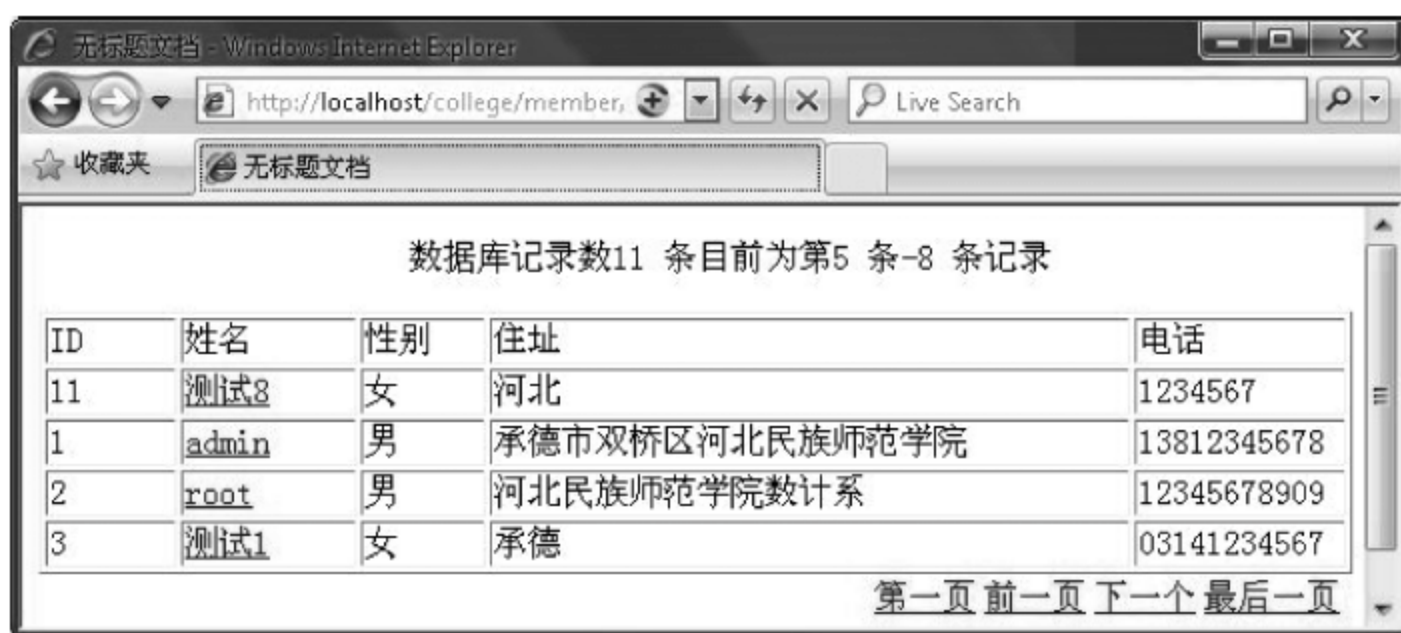 无标题文档 - Windows Internet Explorer
http://localhost/college/member, Live Search
收藏夹 无标题文档
数据库记录数11 条目前为第5 条-8 条记录
ID 姓名 性别 住址 电话
11 测试8 女 河北 1234567
1 admin 男 承德市双桥区河北民族师范学院 13812345678
2 root 男 河北民族师范学院数计系 12345678909
3 测试1 女 承德 03141234567
第一页 前一页 下一个 最后一页